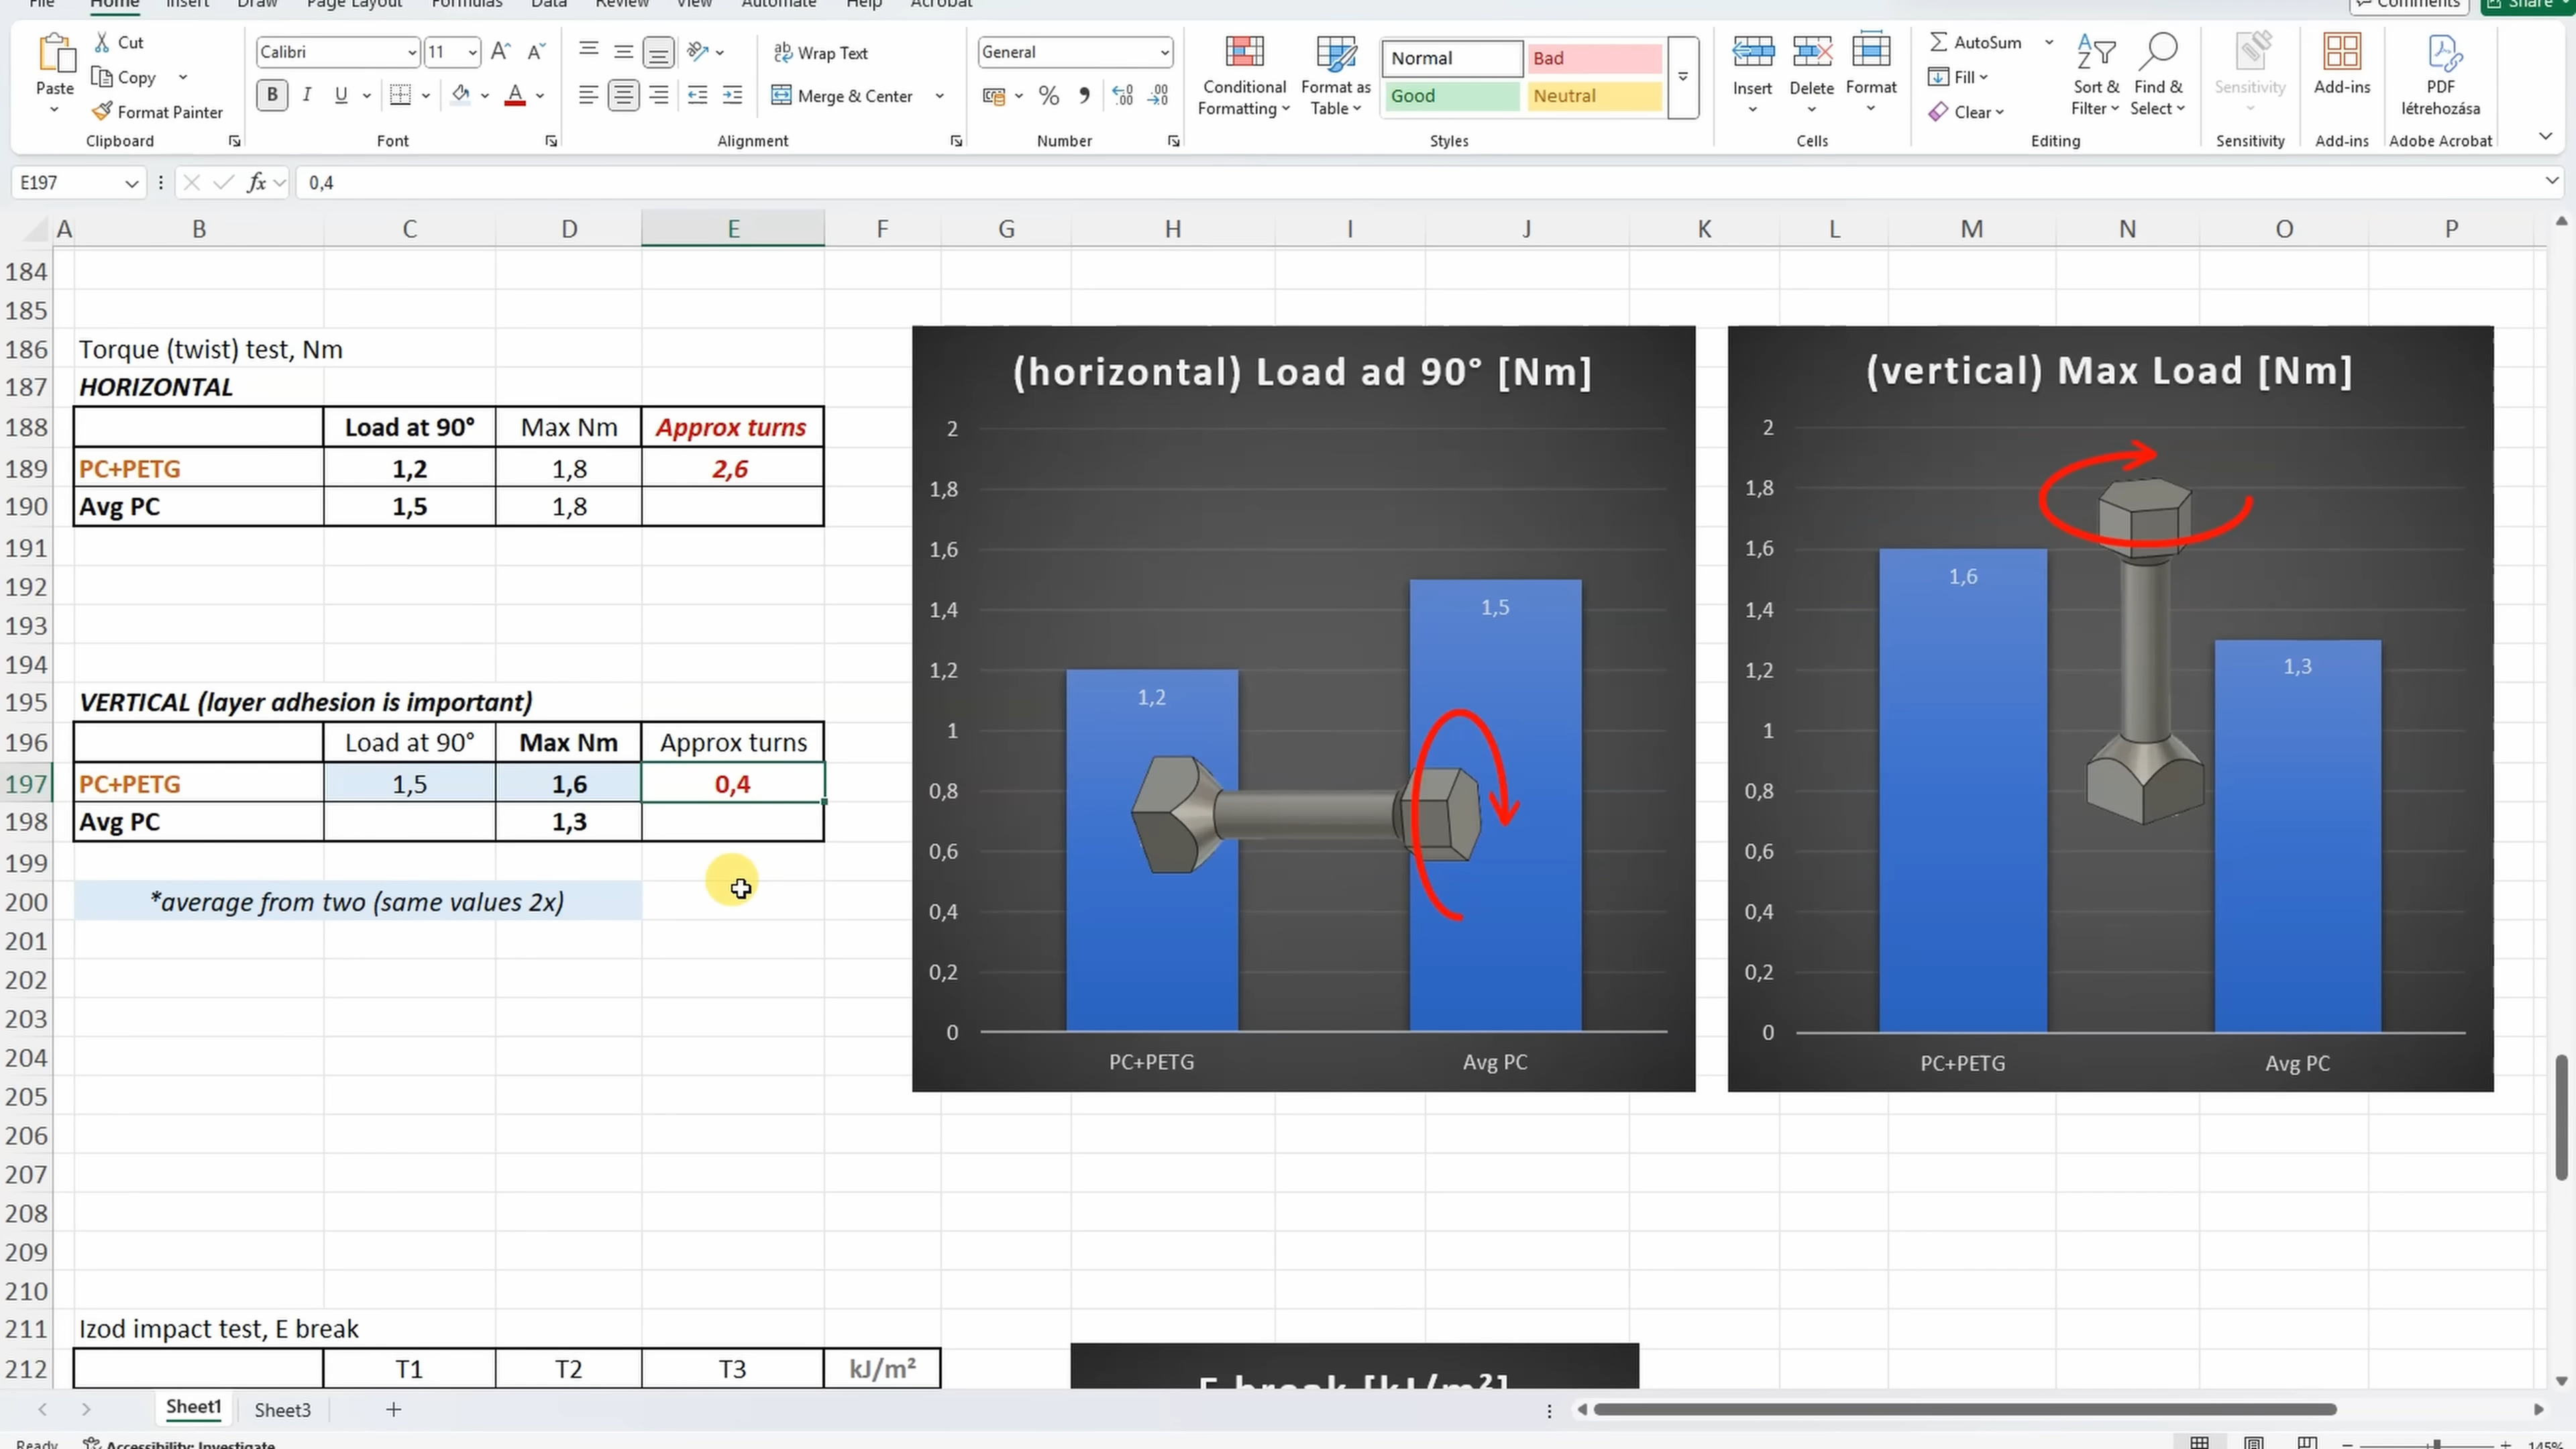 File Home Insert Draw Page Layout Formulas Data Review View Automate Help Acrobat Comments Share
Paste
Cut
Copy
Format Painter
Clipboard
Calibri 11
B I U
Font
Wrap Text
Merge & Center
Alignment
General
Number
Conditional Formatting
Format as Table
Normal Bad
Good Neutral
Styles
Insert Delete Format
Cells
AutoSum
Fill
Clear
Sort & Filter
Find & Select
Editing
Sensitivity
Sensitivity
Add-ins
Add-ins
PDF létrehozása
Adobe Acrobat
E197 fx 0,4
A B C D E F G H I J K L M N O P
184
185
186 Torque (twist) test, Nm
187 HORIZONTAL
188 Load at 90° Max Nm Approx turns
189 PC+PETG 1,2 1,8 2,6
190 Avg PC 1,5 1,8
191
192
193
194
195 VERTICAL (layer adhesion is important)
196 Load at 90° Max Nm Approx turns
197 PC+PETG 1,5 1,6 0,4
198 Avg PC 1,3
199
200 *average from two (same values 2x)
201
202
203
204
205
206
207
208
209
210
211 Izod impact test, E break
212 T1 T2 T3 kJ/m²
(horizontal) Load ad 90° [Nm]
2
1,8
1,6
1,4
1,2
1
0,8
0,6
0,4
0,2
0
1,2
1,5
PC+PETG Avg PC
(vertical) Max Load [Nm]
2
1,8
1,6
1,4
1,2
1
0,8
0,6
0,4
0,2
0
1,6
1,3
PC+PETG Avg PC
E break [kJ/m²]
Sheet1 Sheet3
Ready Accessibility: Investigate 145%